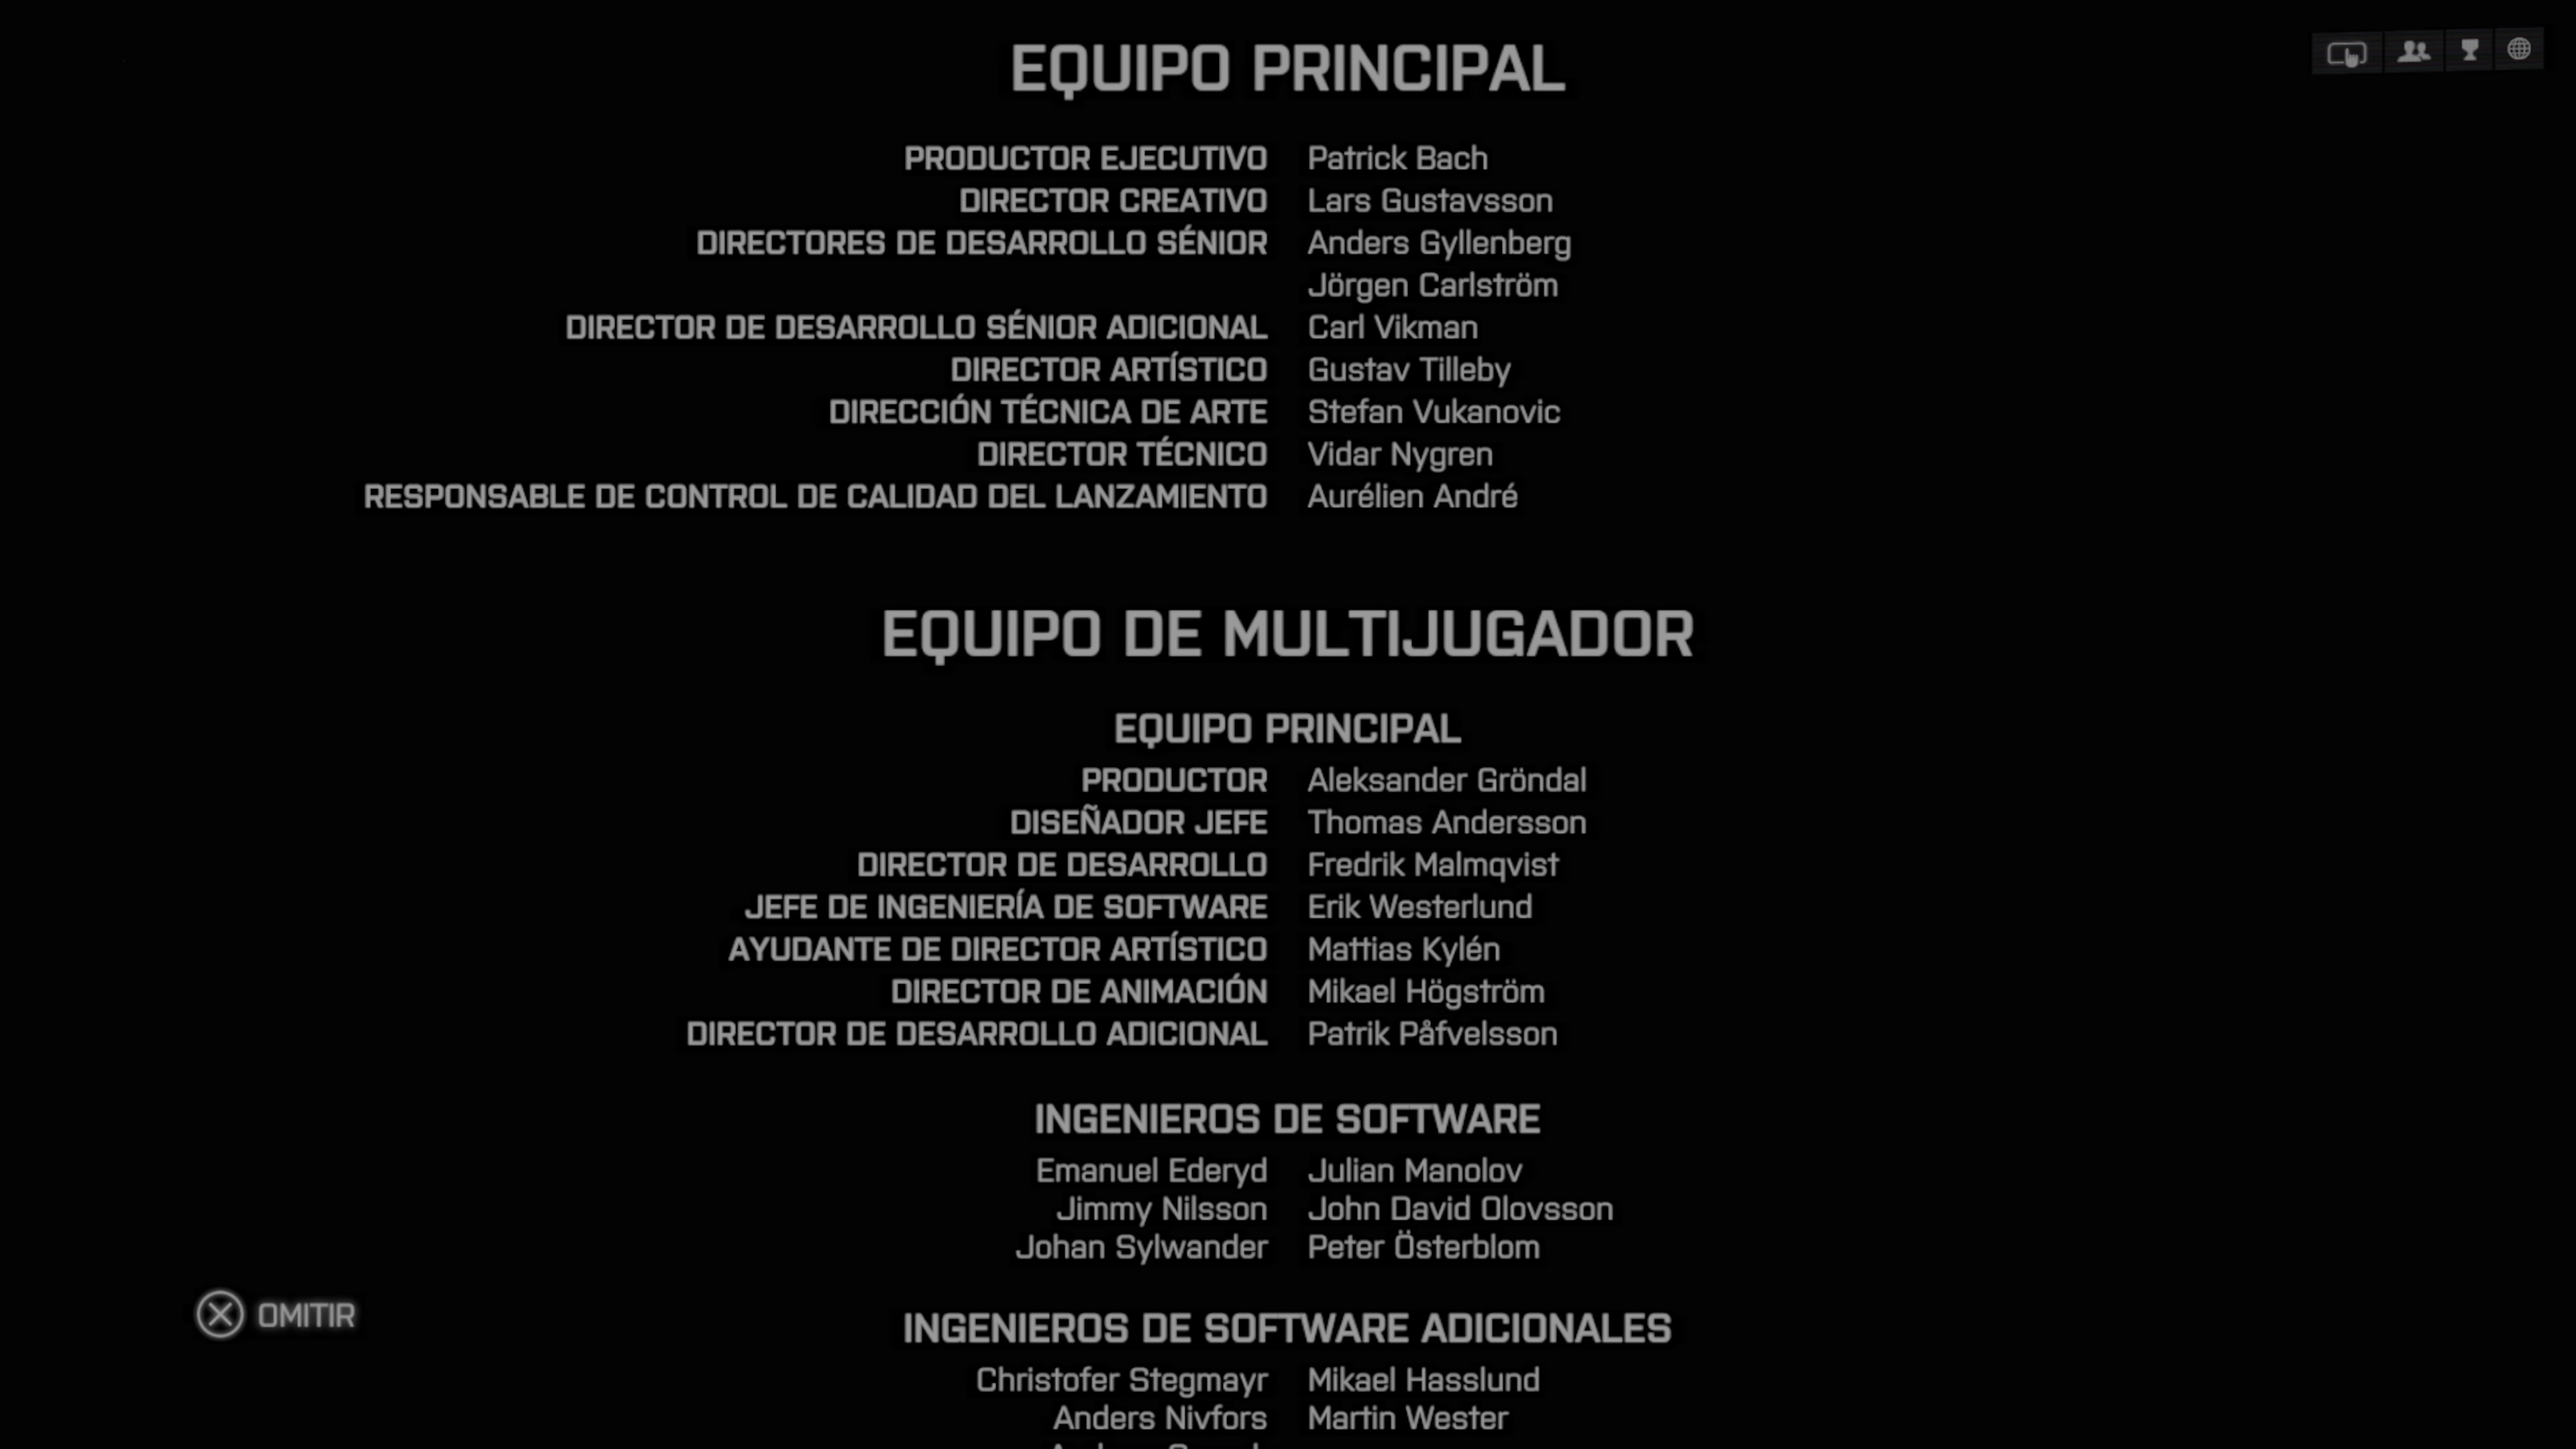 EQUIPO PRINCIPAL
PRODUCTOR EJECUTIVO Patrick Bach
DIRECTOR CREATIVO Lars Gustavsson
DIRECTORES DE DESARROLLO SÉNIOR Anders Gyllenberg
Jörgen Carlström
DIRECTOR DE DESARROLLO SÉNIOR ADICIONAL Carl Vikman
DIRECTOR ARTÍSTICO Gustav Tilleby
DIRECCIÓN TÉCNICA DE ARTE Stefan Vukanovic
DIRECTOR TÉCNICO Vidar Nygren
RESPONSABLE DE CONTROL DE CALIDAD DEL LANZAMIENTO Aurélien André
EQUIPO DE MULTIJUGADOR
EQUIPO PRINCIPAL
PRODUCTOR Aleksander Gröndal
DISEÑADOR JEFE Thomas Andersson
DIRECTOR DE DESARROLLO Fredrik Malmqvist
JEFE DE INGENIERÍA DE SOFTWARE Erik Westerlund
AYUDANTE DE DIRECTOR ARTÍSTICO Mattias Kylén
DIRECTOR DE ANIMACIÓN Mikael Högström
DIRECTOR DE DESARROLLO ADICIONAL Patrik Påfvelsson
INGENIEROS DE SOFTWARE
Emanuel Ederyd Julian Manolov
Jimmy Nilsson John David Olovsson
Johan Sylwander Peter Österblom
OMITIR
INGENIEROS DE SOFTWARE ADICIONALES
Christofer Stegmayr Mikael Hasslund
Anders Nivfors Martin Wester